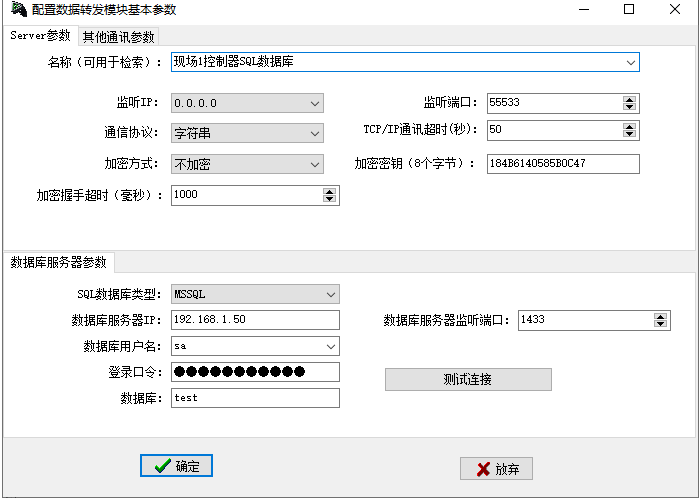 配置数据转发模块基本参数
Server参数 其他通讯参数
名称（可用于检索）： 现场1控制器SQL数据库
监听IP: 0.0.0.0 监听端口: 55533
通信协议: 字符串 TCP/IP通讯超时(秒): 50
加密方式: 不加密 加密密钥（8个字节）: 184B6140585B0C47
加密握手超时（毫秒）: 1000
数据库服务器参数
SQL数据库类型: MSSQL
数据库服务器IP: 192.168.1.50 数据库服务器监听端口: 1433
数据库用户名: sa
登录口令: ●●●●●●●●●●●
测试连接
数据库: test
确定 放弃